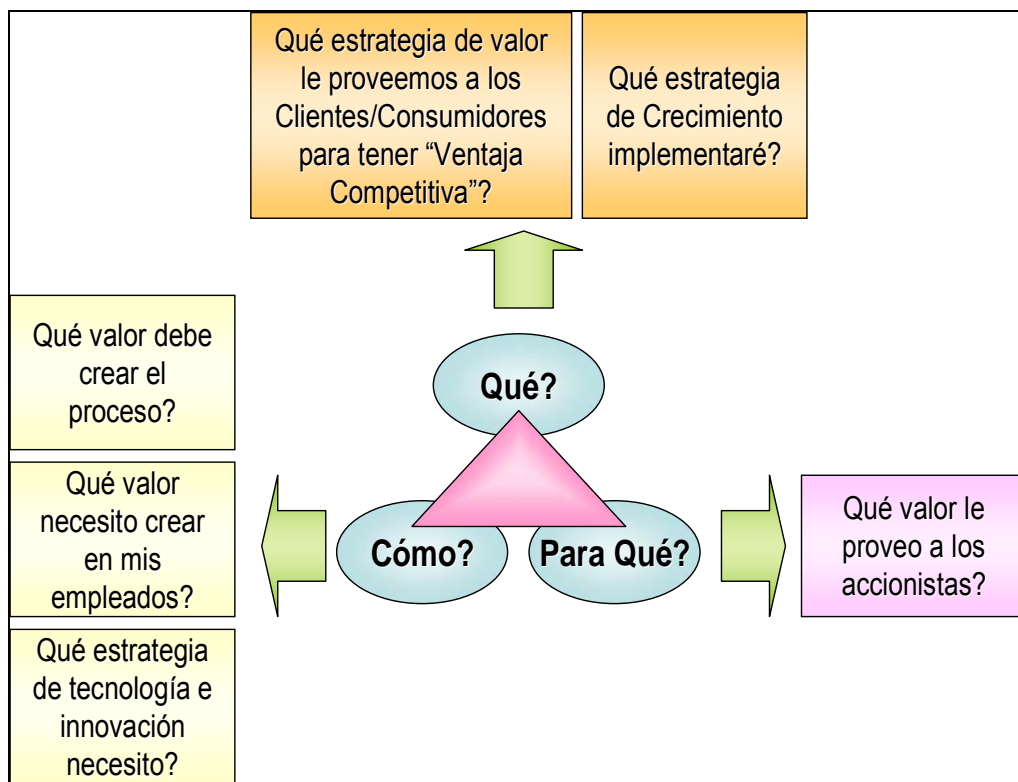 Qué estrategia de valor
le proveemos a los
Clientes/Consumidores
para tener “Ventaja
Competitiva”?
Qué estrategia
de Crecimiento
implementaré?
Qué valor debe
crear el
proceso?
Qué?
Qué valor
necesito crear
en mis
empleados?
Cómo?
Para Qué?
Qué valor le
proveo a los
accionistas?
Qué estrategia
de tecnología e
innovación
necesito?